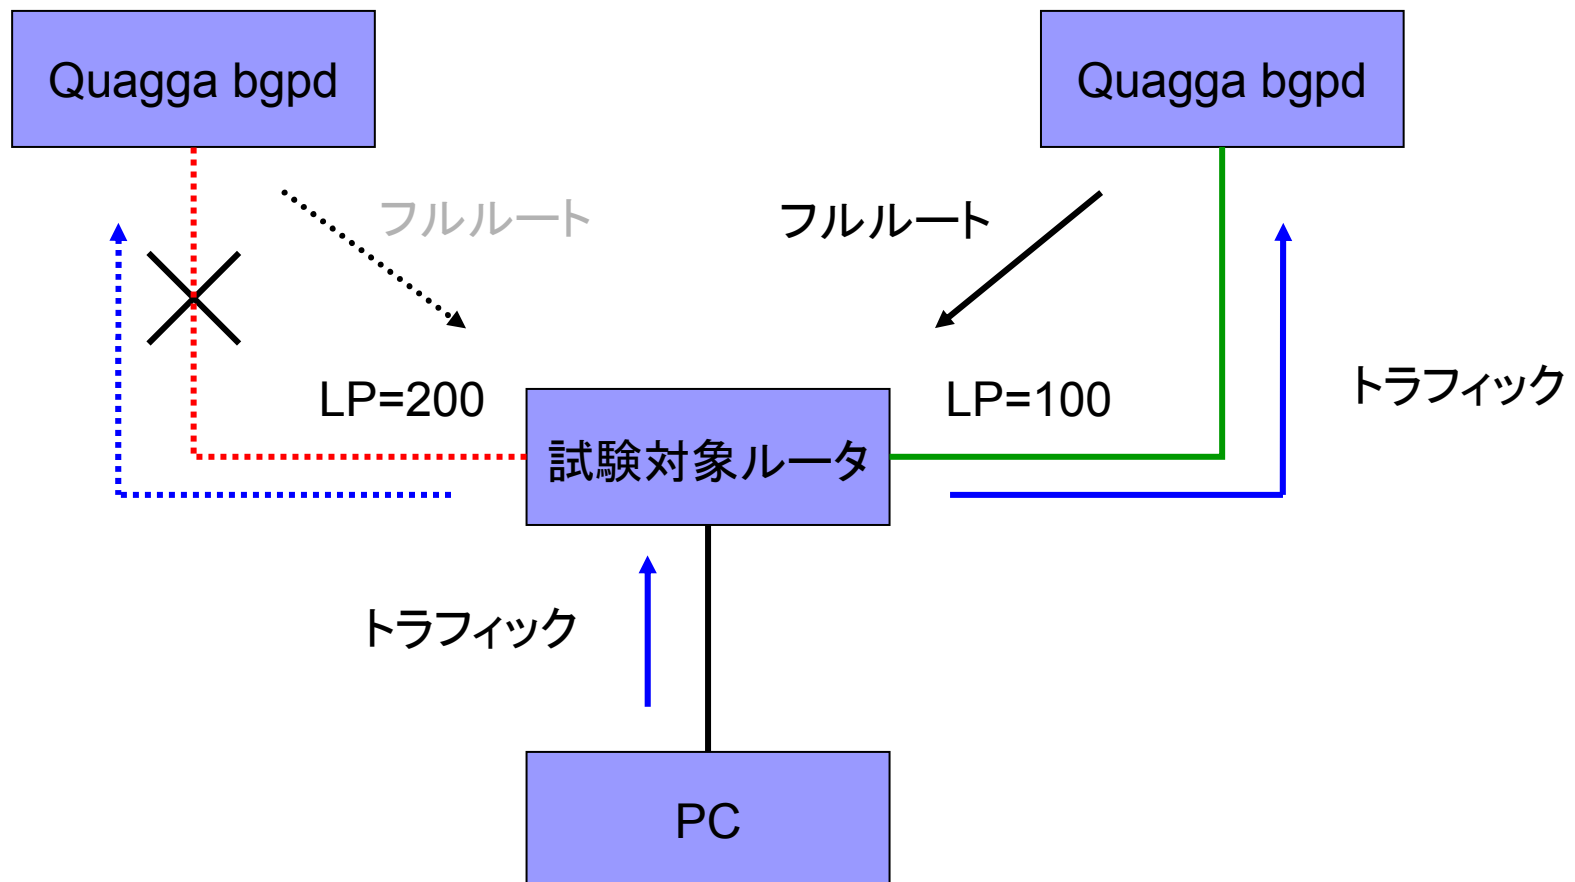 Quagga bgpd
Quagga bgpd
フルルート
フルルート
LP=200
LP=100
トラフィック
試験対象ルータ
トラフィック
PC